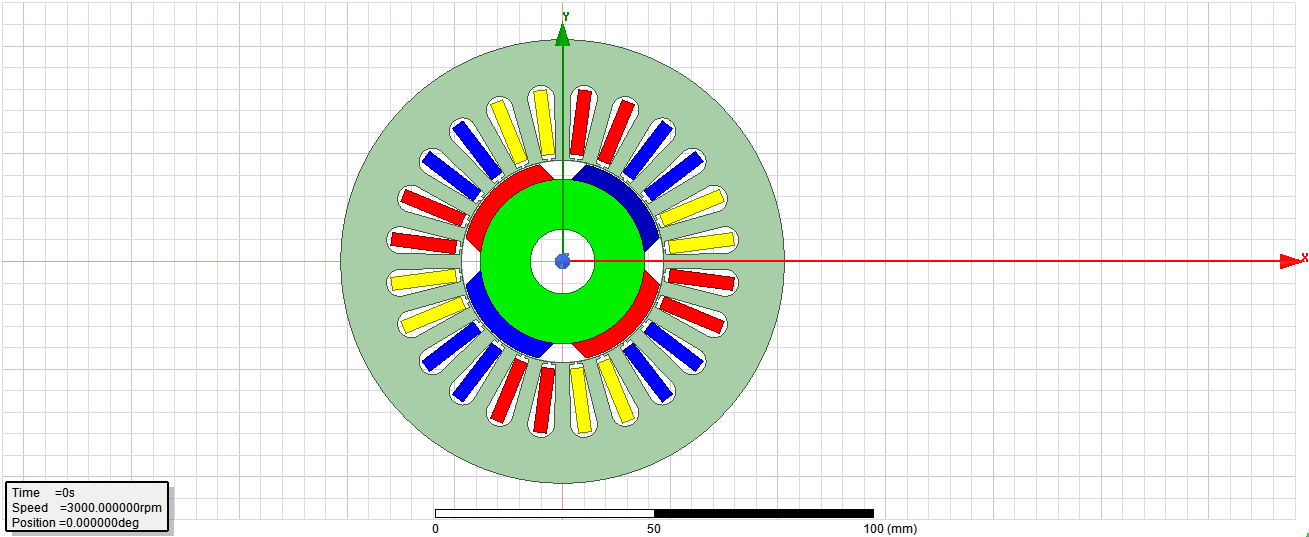 Y
X
Time =0s
Speed =3000.000000rpm
Position =0.000000deg
0 50 100 (mm)